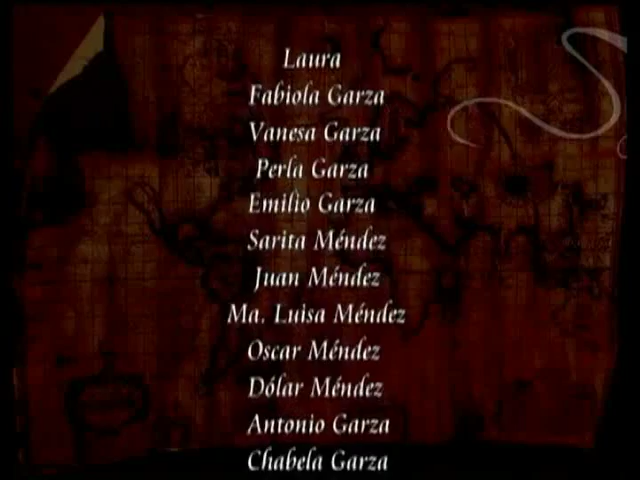 Laura
Fabiola Garza
Vanesa Garza
Perla Garza
Emilio Garza
Sarita Méndez
Juan Méndez
Ma. Luisa Méndez
Oscar Méndez
Dólar Méndez
Antonio Garza
Chabela Garza